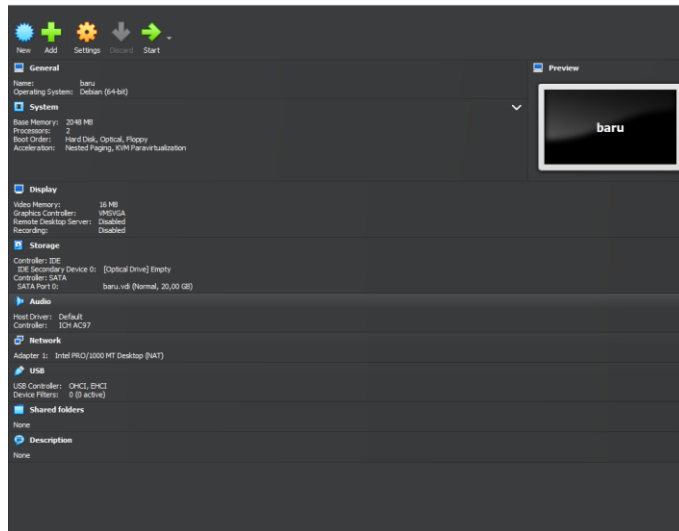 New Add Settings Discard Start
General
Name: baru
Operating System: Debian (64-bit)
System
Base Memory: 2048 MB
Processors: 2
Boot Order: Hard Disk, Optical, Floppy
Acceleration: Nested Paging, KVM Paravirtualization
Preview
baru
Display
Video Memory: 16 MB
Graphics Controller: VMSVGA
Remote Desktop Server: Disabled
Recording: Disabled
Storage
Controller: IDE
IDE Secondary Device 0: [Optical Drive] Empty
Controller: SATA
SATA Port 0: baru.vdi (Normal, 20,00 GB)
Audio
Host Driver: Default
Controller: ICH AC97
Network
Adapter 1: Intel PRO/1000 MT Desktop (NAT)
USB
USB Controller: OHCI, EHCI
Device Filters: 0 (0 active)
Shared folders
None
Description
None